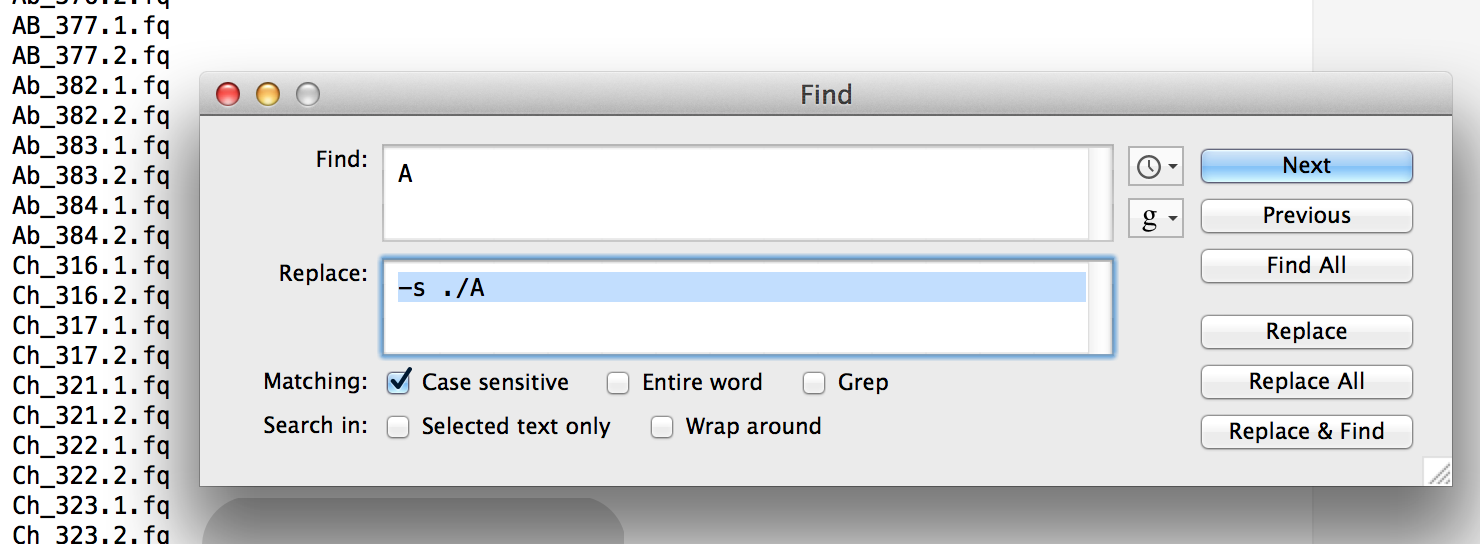 Ab_376.2.fq
AB_377.1.fq
AB_377.2.fq
Ab_382.1.fq
Ab_382.2.fq
Ab_383.1.fq
Ab_383.2.fq
Ab_384.1.fq
Ab_384.2.fq
Ch_316.1.fq
Ch_316.2.fq
Ch_317.1.fq
Ch_317.2.fq
Ch_321.1.fq
Ch_321.2.fq
Ch_322.1.fq
Ch_322.2.fq
Ch_323.1.fq
Ch_323.2.fq
Find
Find:
A
g
Replace:
-s ./A
Matching:
Case sensitive
Entire word
Grep
Search in:
Selected text only
Wrap around
Next
Previous
Find All
Replace
Replace All
Replace & Find